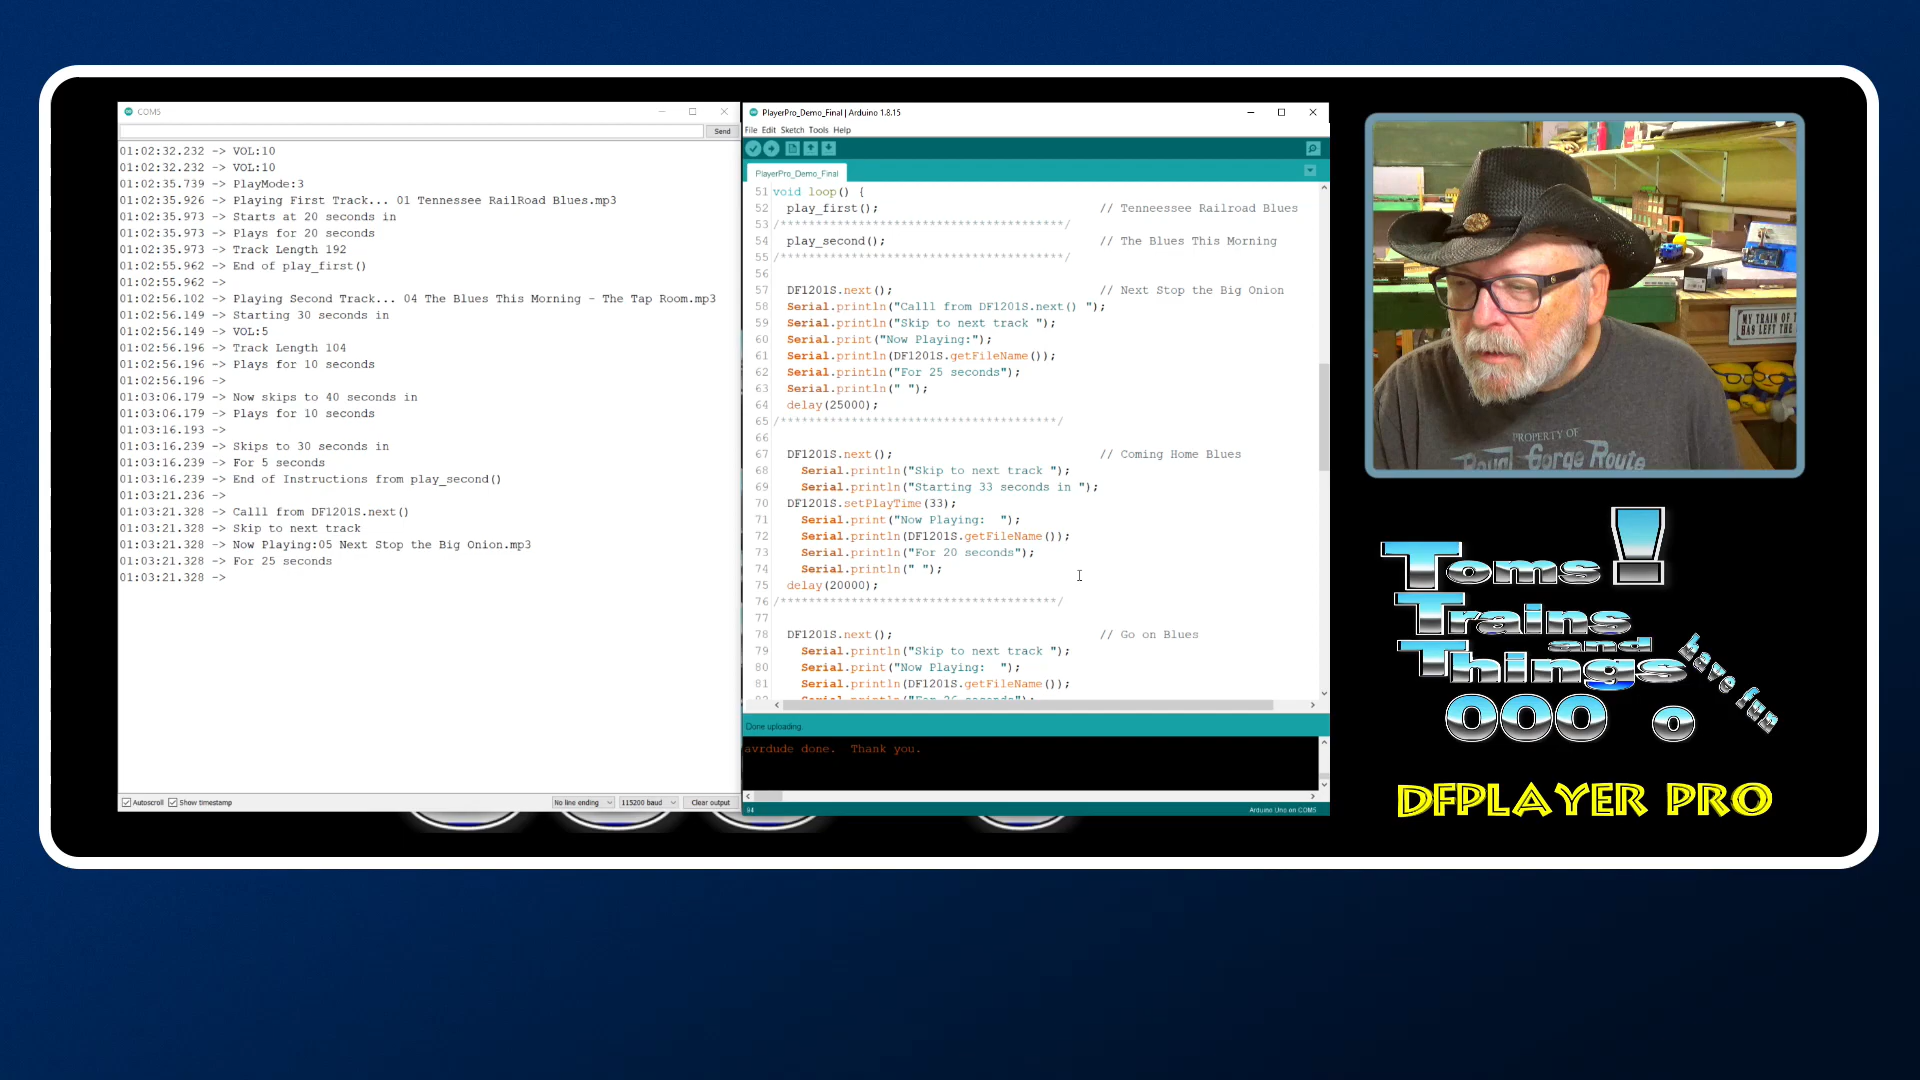 COM5
Send
01:02:32.232 -> VOL:10
01:02:32.232 -> VOL:10
01:02:35.739 -> PlayMode:3
01:02:35.926 -> Playing First Track... 01 Tennessee RailRoad Blues.mp3
01:02:35.973 -> Starts at 20 seconds in
01:02:35.973 -> Plays for 20 seconds
01:02:35.973 -> Track Length 192
01:02:55.962 -> End of play_first()
01:02:55.962 ->
01:02:56.102 -> Playing Second Track... 04 The Blues This Morning - The Tap Room.mp3
01:02:56.149 -> Starting 30 seconds in
01:02:56.149 -> VOL:5
01:02:56.196 -> Track Length 104
01:02:56.196 -> Plays for 10 seconds
01:02:56.196 ->
01:03:06.179 -> Now skips to 40 seconds in
01:03:06.179 -> Plays for 10 seconds
01:03:16.193 ->
01:03:16.239 -> Skips to 30 seconds in
01:03:16.239 -> For 5 seconds
01:03:16.239 -> End of Instructions from play_second()
01:03:21.236 ->
01:03:21.328 -> Calll from DF1201S.next()
01:03:21.328 -> Skip to next track
01:03:21.328 -> Now Playing:05 Next Stop the Big Onion.mp3
01:03:21.328 -> For 25 seconds
01:03:21.328 ->
Autoscroll Show timestamp No line ending 115200 baud Clear output
PlayerPro_Demo_Final | Arduino 1.8.15
File Edit Sketch Tools Help
PlayerPro_Demo_Final
51 void loop() {
52 play_first(); // Tenneessee Railroad Blues
53 /****************************************/
54 play_second(); // The Blues This Morning
55 /****************************************/
56
57 DF1201S.next(); // Next Stop the Big Onion
58 Serial.println("Calll from DF1201S.next() ");
59 Serial.println("Skip to next track ");
60 Serial.print("Now Playing:");
61 Serial.println(DF1201S.getFileName());
62 Serial.println("For 25 seconds");
63 Serial.println(" ");
64 delay(25000);
65 /***************************************/
66
67 DF1201S.next(); // Coming Home Blues
68 Serial.println("Skip to next track ");
69 Serial.println("Starting 33 seconds in ");
70 DF1201S.setPlayTime(33);
71 Serial.print("Now Playing:  ");
72 Serial.println(DF1201S.getFileName());
73 Serial.println("For 20 seconds");
74 Serial.println(" ");
75 delay(20000);
76 /***************************************/
77
78 DF1201S.next(); // Go on Blues
79 Serial.println("Skip to next track ");
80 Serial.print("Now Playing:  ");
81 Serial.println(DF1201S.getFileName());
Done uploading.
avrdude done.  Thank you.
94
Arduino Uno on COM5
MY TRAIN OF T
HAS LEFT THE
PROPERTY OF
Royal Gorge Route
Toms
Trains
and
Things
have fun
DFPLAYER PRO